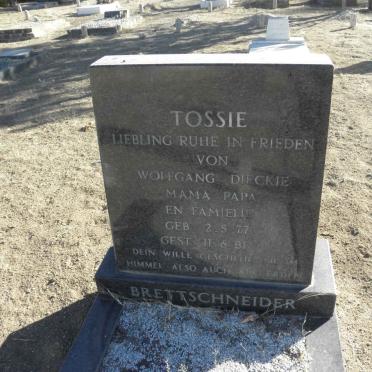 TOSSIE
LIEBLING RUHE IN FRIEDEN
VON
WOLFGANG DIECKIE
MAMA PAPA
EN FAMIELIE
GEB 2.5.77
GEST 11.6.81
DEIN WILLE GESCHEHE
HIMMEL ALSO AUCH AUF ERDEN
BRETTSCHNEIDER